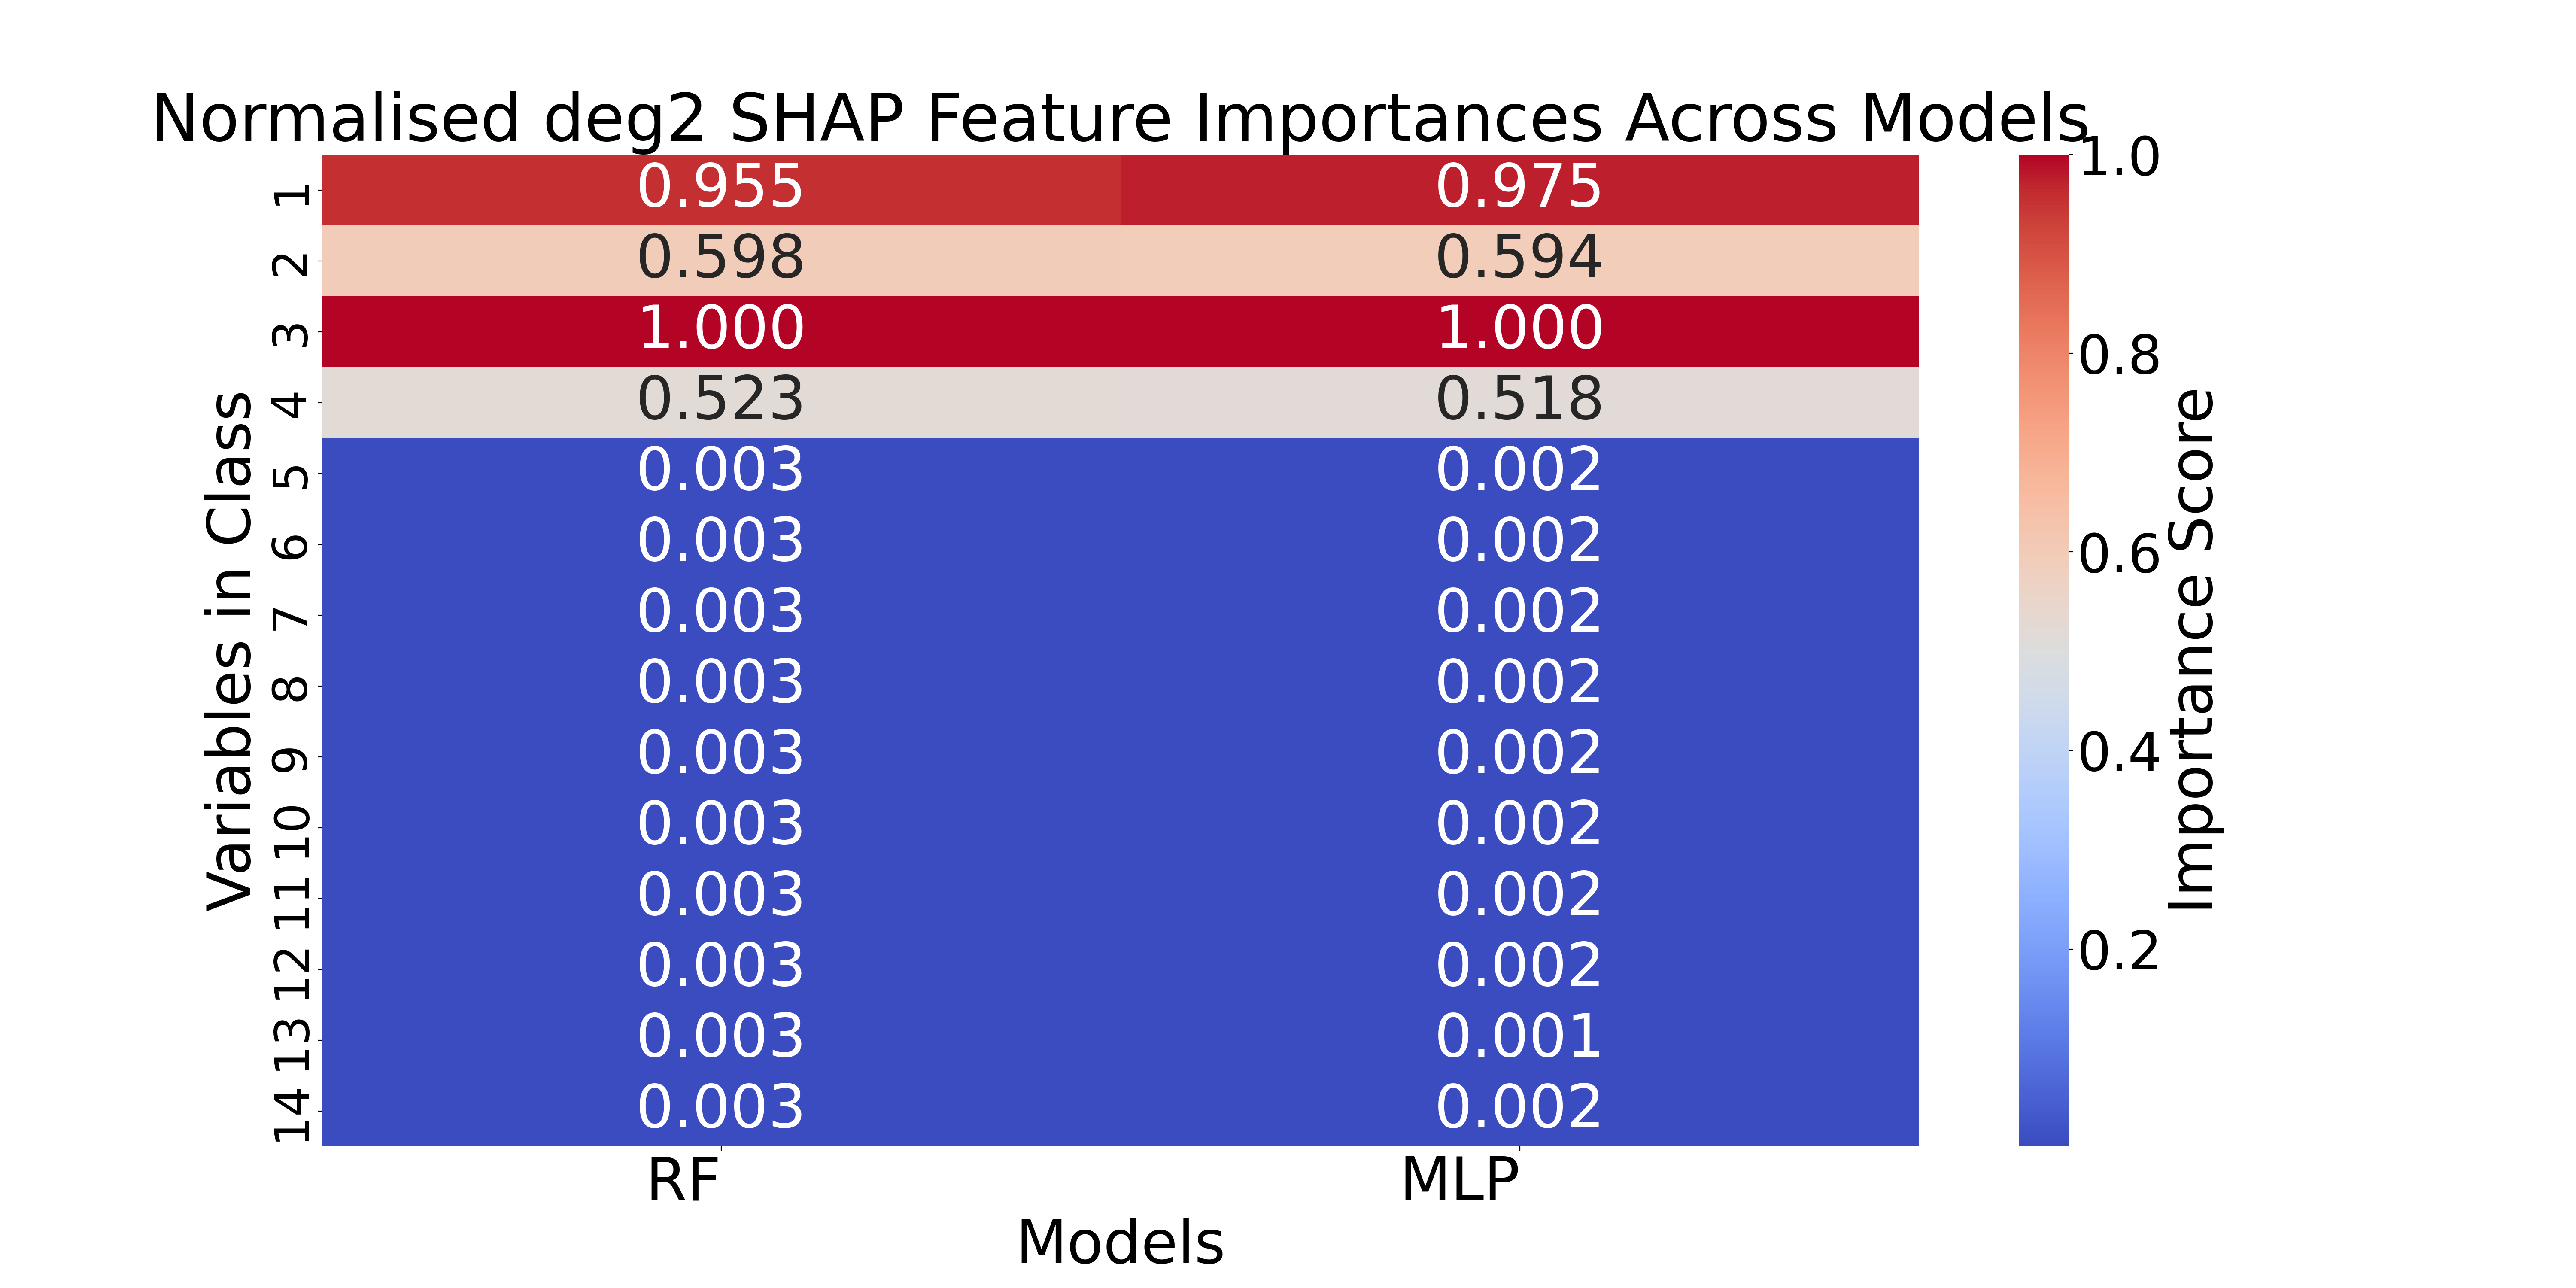 Normalised deg2 SHAP Feature Importances Across Models
Variables in Class
1 0.955 0.975
2 0.598 0.594
3 1.000 1.000
4 0.523 0.518
5 0.003 0.002
6 0.003 0.002
7 0.003 0.002
8 0.003 0.002
9 0.003 0.002
10 0.003 0.002
11 0.003 0.002
12 0.003 0.002
13 0.003 0.001
14 0.003 0.002
RF MLP
Models
1.0
0.8
0.6
0.4
0.2
Importance Score